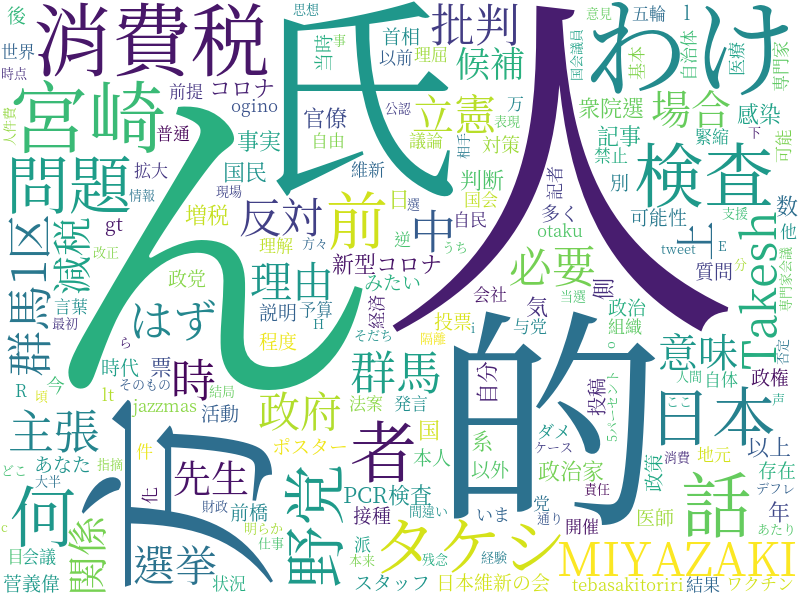 消費税
氏
人
批判
わけ
後
思想
首相
当時
事
世界
以前
理屈
時点
コロナ
前提
ogino
宮崎
官僚
公認
議論
万
表現
候補
立憲
対策
五輪
l
意見
国会議員
基本
自治体
医療
専門家
衆院選
場合
感染
記事
緊縮
下
可能
禁止
人件費
普通
事実
自由
問題
拡大
国民
維新
相手
記者
判断
別
検査
情報
現場
増税
反対
前
日
選
国会
自民
中
多く
可能性
数
支援
他
gt
改正
減税
群馬1区
理解
方々
逆
うち
otaku
上
tweet
E
Takesh
専門家会議
政党
理由
新型コロナ
みたい
必要
側
質問
分
言葉
最初
はず
説明
予算
H
経済
会社
気
政治
当選
ら
程度
そだち
投票
i
与党
組織
o
否定
ん
的
時代
票
時
群馬
隔離
意味
政権
R
今
そのもの
結局
自分
投稿
人間
自体
ここ
声
頃
lt
jazzmas
活動
政府
法案
発言
5パーセント
日本
主張
件
ポスター
国
系
ダメ
政策
消費
地元
以上
デフレ
どこ
あなた
指摘
化
先生
者
本人
以外
ケース
政治家
存在
大半
野党
PCR検査
党
責任
話
年
あたり
何
関係
財政
前橋
接種
間違い
いま
通り
開催
医師
c
明らか
仕事
派
タケシ
MIYAZAKI
目
会議
選挙
本来
残念
経験
菅義偉
状況
スタッフ
日本維新の会
tebasakitoriri
結果
ワクチン